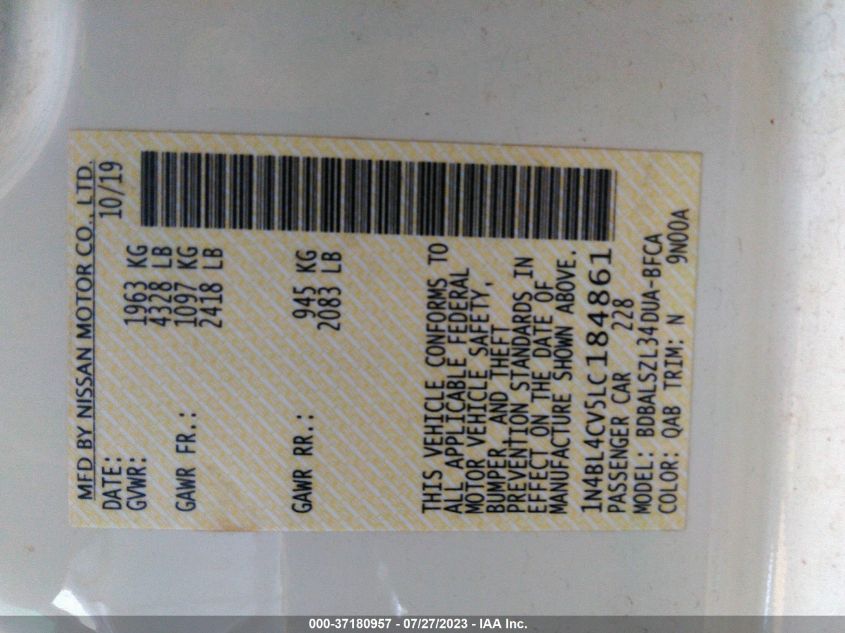 MFD BY NISSAN MOTOR CO., LTD.
DATE: 10/19
GVWR: 1963 KG
4328 LB
GAWR FR.: 1097 KG
2418 LB
GAWR RR.: 945 KG
2083 LB
THIS VEHICLE CONFORMS TO
ALL APPLICABLE FEDERAL
MOTOR VEHICLE SAFETY,
BUMPER, AND THEFT
PREVENTION STANDARDS IN
EFFECT ON THE DATE OF
MANUFACTURE SHOWN ABOVE.
1N4BL4CV5LC184861
PASSENGER CAR 228
MODEL: BDBALSZL34DUA-BFCA
COLOR: QAB TRIM: N 9N00A
000-37180957 - 07/27/2023 - IAA Inc.